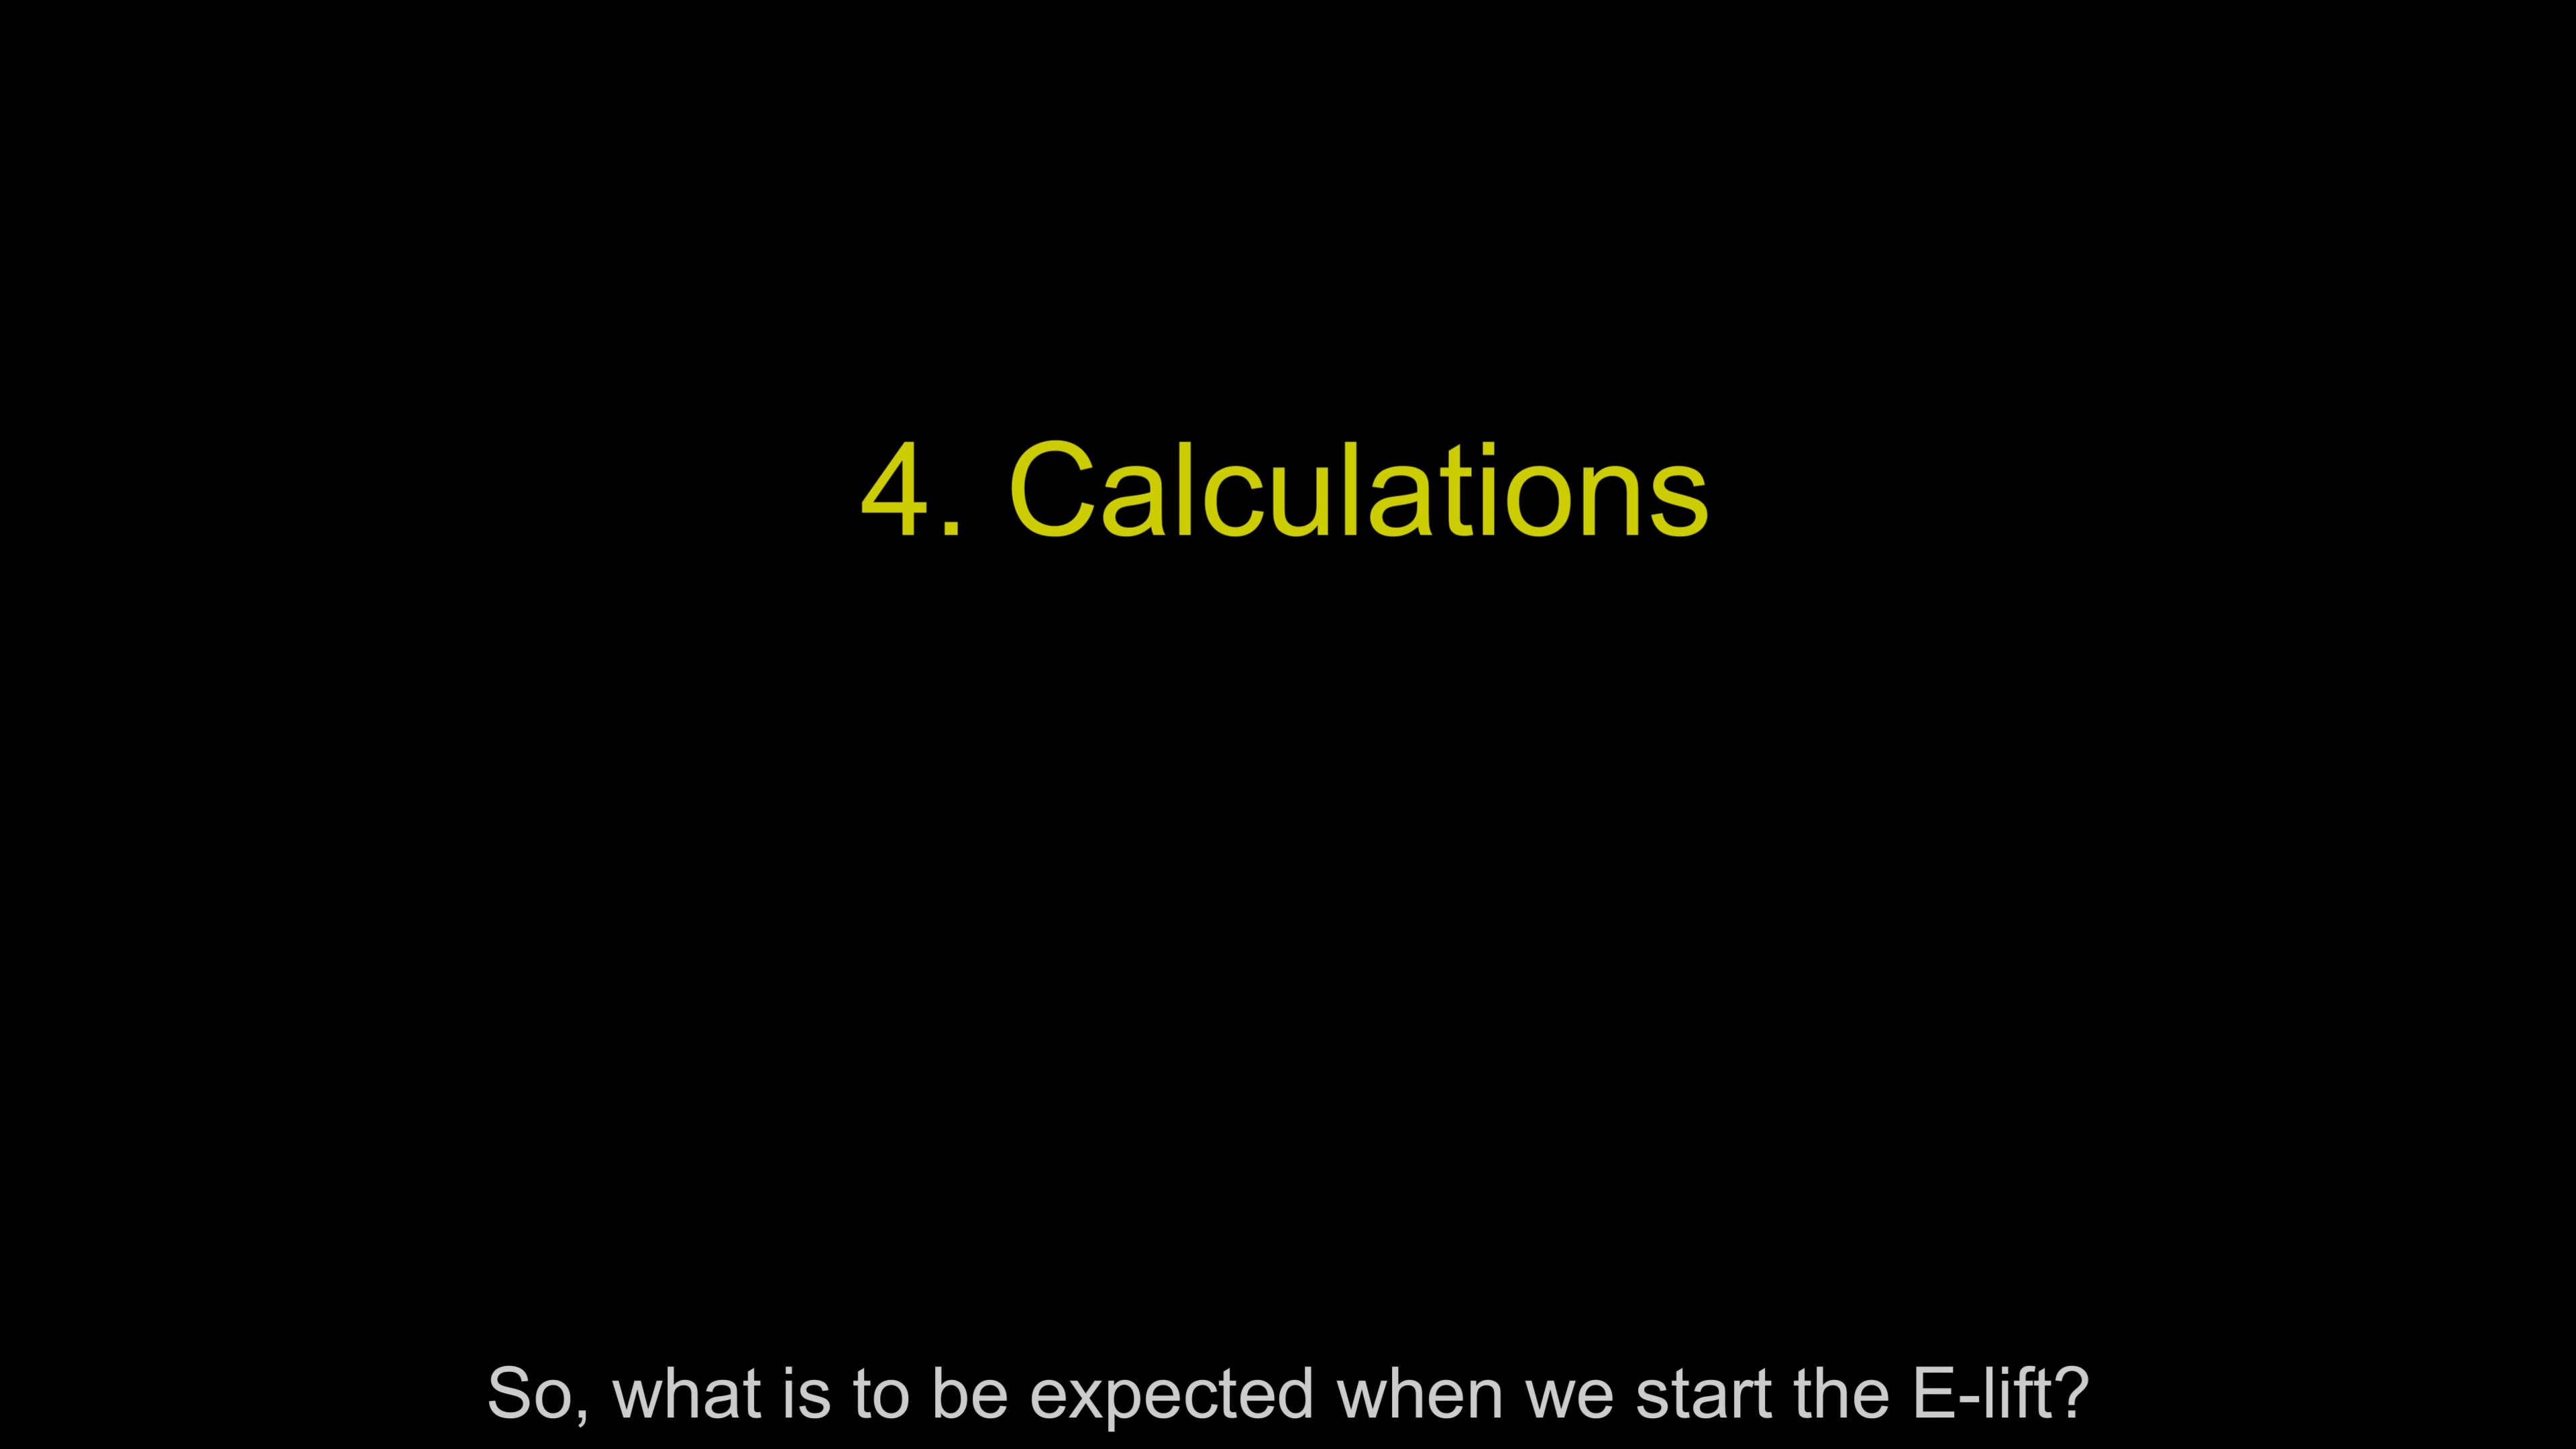 4. Calculations
So, what is to be expected when we start the E-lift?